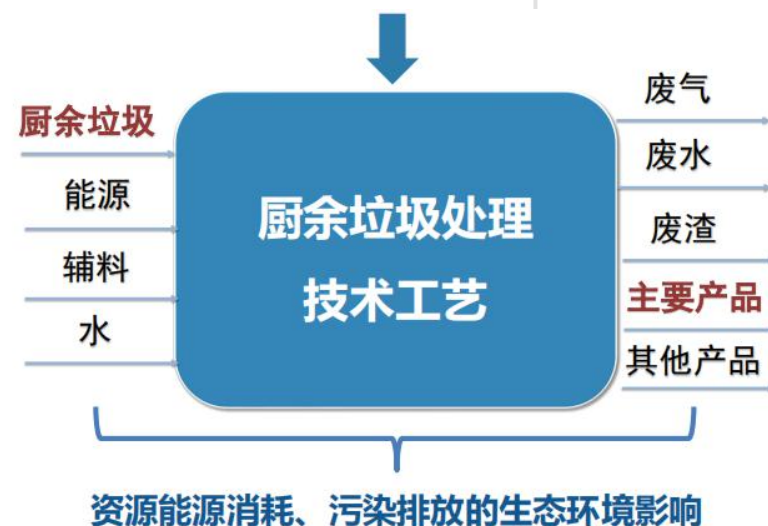 厨余垃圾
能源
辅料
水
厨余垃圾处理
技术工艺
废气
废水
废渣
主要产品
其他产品
资源能源消耗、污染排放的生态环境影响